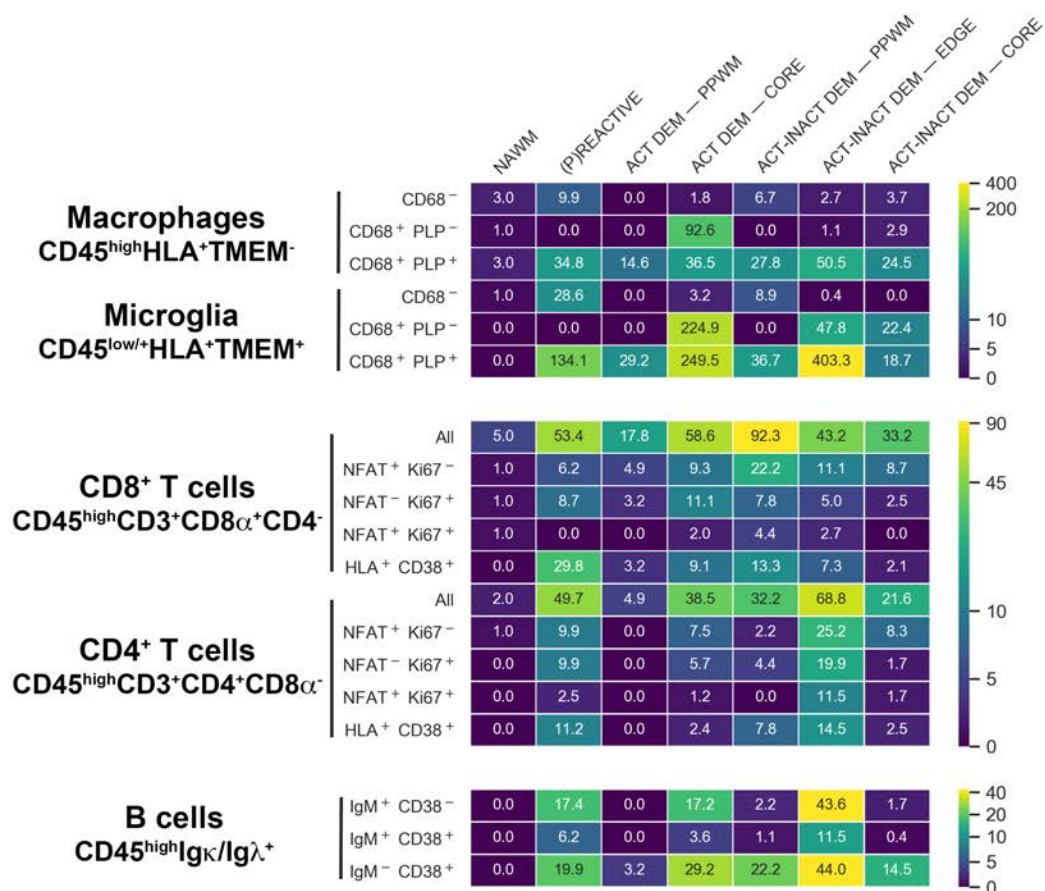 NAWM
(P)REACTIVE
ACT DEM — PPWM
ACT DEM — CORE
ACT-INACT DEM — PPWM
ACT-INACT DEM — EDGE
ACT-INACT DEM — CORE
Macrophages
CD45^highHLA⁺TMEM⁻
CD68⁻ 3.0 9.9 0.0 1.8 6.7 2.7 3.7
CD68⁺ PLP⁻ 1.0 0.0 0.0 92.6 0.0 1.1 2.9
CD68⁺ PLP⁺ 3.0 34.8 14.6 36.5 27.8 50.5 24.5
Microglia
CD45^low/+HLA⁺TMEM⁺
CD68⁻ 1.0 28.6 0.0 3.2 8.9 0.4 0.0
CD68⁺ PLP⁻ 0.0 0.0 0.0 224.9 0.0 47.8 22.4
CD68⁺ PLP⁺ 0.0 134.1 29.2 249.5 36.7 403.3 18.7
400
200
10
5
0
CD8⁺ T cells
CD45^highCD3⁺CD8α⁺CD4⁻
All 5.0 53.4 17.8 58.6 92.3 43.2 33.2
NFAT⁺ Ki67⁻ 1.0 6.2 4.9 9.3 22.2 11.1 8.7
NFAT⁻ Ki67⁺ 1.0 8.7 3.2 11.1 7.8 5.0 2.5
NFAT⁺ Ki67⁺ 1.0 0.0 0.0 2.0 4.4 2.7 0.0
HLA⁺ CD38⁺ 0.0 29.8 3.2 9.1 13.3 7.3 2.1
CD4⁺ T cells
CD45^highCD3⁺CD4⁺CD8α⁻
All 2.0 49.7 4.9 38.5 32.2 68.8 21.6
NFAT⁺ Ki67⁻ 1.0 9.9 0.0 7.5 2.2 25.2 8.3
NFAT⁻ Ki67⁺ 0.0 9.9 0.0 5.7 4.4 19.9 1.7
NFAT⁺ Ki67⁺ 0.0 2.5 0.0 1.2 0.0 11.5 1.7
HLA⁺ CD38⁺ 0.0 11.2 0.0 2.4 7.8 14.5 2.5
90
45
10
5
0
B cells
CD45^highIgκ/Igλ⁺
IgM⁺ CD38⁻ 0.0 17.4 0.0 17.2 2.2 43.6 1.7
IgM⁺ CD38⁺ 0.0 6.2 0.0 3.6 1.1 11.5 0.4
IgM⁻ CD38⁺ 0.0 19.9 3.2 29.2 22.2 44.0 14.5
40
20
10
5
0